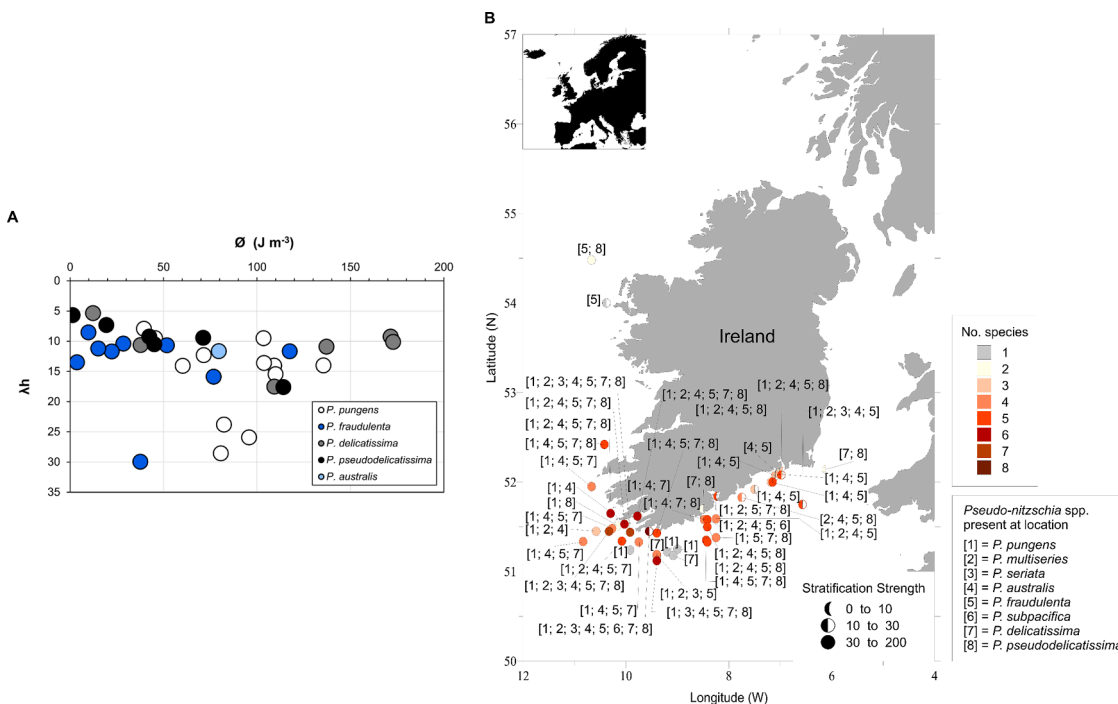 A
Ø (J m-3)
0
50
100
150
200
0
5
10
15
20
25
30
35
λh
P. pungens
P. fraudulenta
P. delicatissima
P. pseudodelicatissima
P. australis
B
57
56
55
54
53
52
51
50
Latitude (N)
12
10
8
6
4
Longitude (W)
Ireland
[5; 8]
[5]
[1; 2; 3; 4; 5; 7; 8]
[1; 2; 4; 5; 7; 8]
[1; 2; 4; 5; 7; 8]
[1; 4; 5; 7; 8]
[1; 4; 5; 7]
[1; 4]
[1; 8]
[1; 4; 5; 7]
[1; 2; 4]
[1; 4; 5; 7]
[1]
[1; 2; 4; 5; 7]
[1; 2; 3; 4; 5; 7; 8]
[1; 4; 5; 7]
[1; 2; 3; 4; 5; 6; 7; 8]
[1; 2; 4; 5; 7; 8]
[1; 2; 4; 5; 8]
[1; 2; 4; 5; 8]
[1; 2; 3; 4; 5]
[1; 4; 5; 7; 8]
[4; 5]
[1; 4; 5]
[7; 8]
[1; 4; 7]
[7; 8]
[1; 4; 7; 8]
[1; 4; 5]
[1; 4; 5]
[1; 4; 5]
[1; 2; 5; 7; 8]
[2; 4; 5; 8]
[1; 2; 4; 5; 6]
[1; 2; 4; 5]
[1; 5; 7; 8]
[7]
[1]
[1]
[7]
[1; 2; 4; 5; 8]
[1; 2; 4; 5; 8]
[1; 4; 5; 7; 8]
[1; 2; 3; 5]
[1; 3; 4; 5; 7; 8]
Stratification Strength
0 to 10
10 to 30
30 to 200
No. species
1
2
3
4
5
6
7
8
Pseudo-nitzschia spp.
present at location
[1] = P. pungens
[2] = P. multiseries
[3] = P. seriata
[4] = P. australis
[5] = P. fraudulenta
[6] = P. subpacifica
[7] = P. delicatissima
[8] = P. pseudodelicatissima